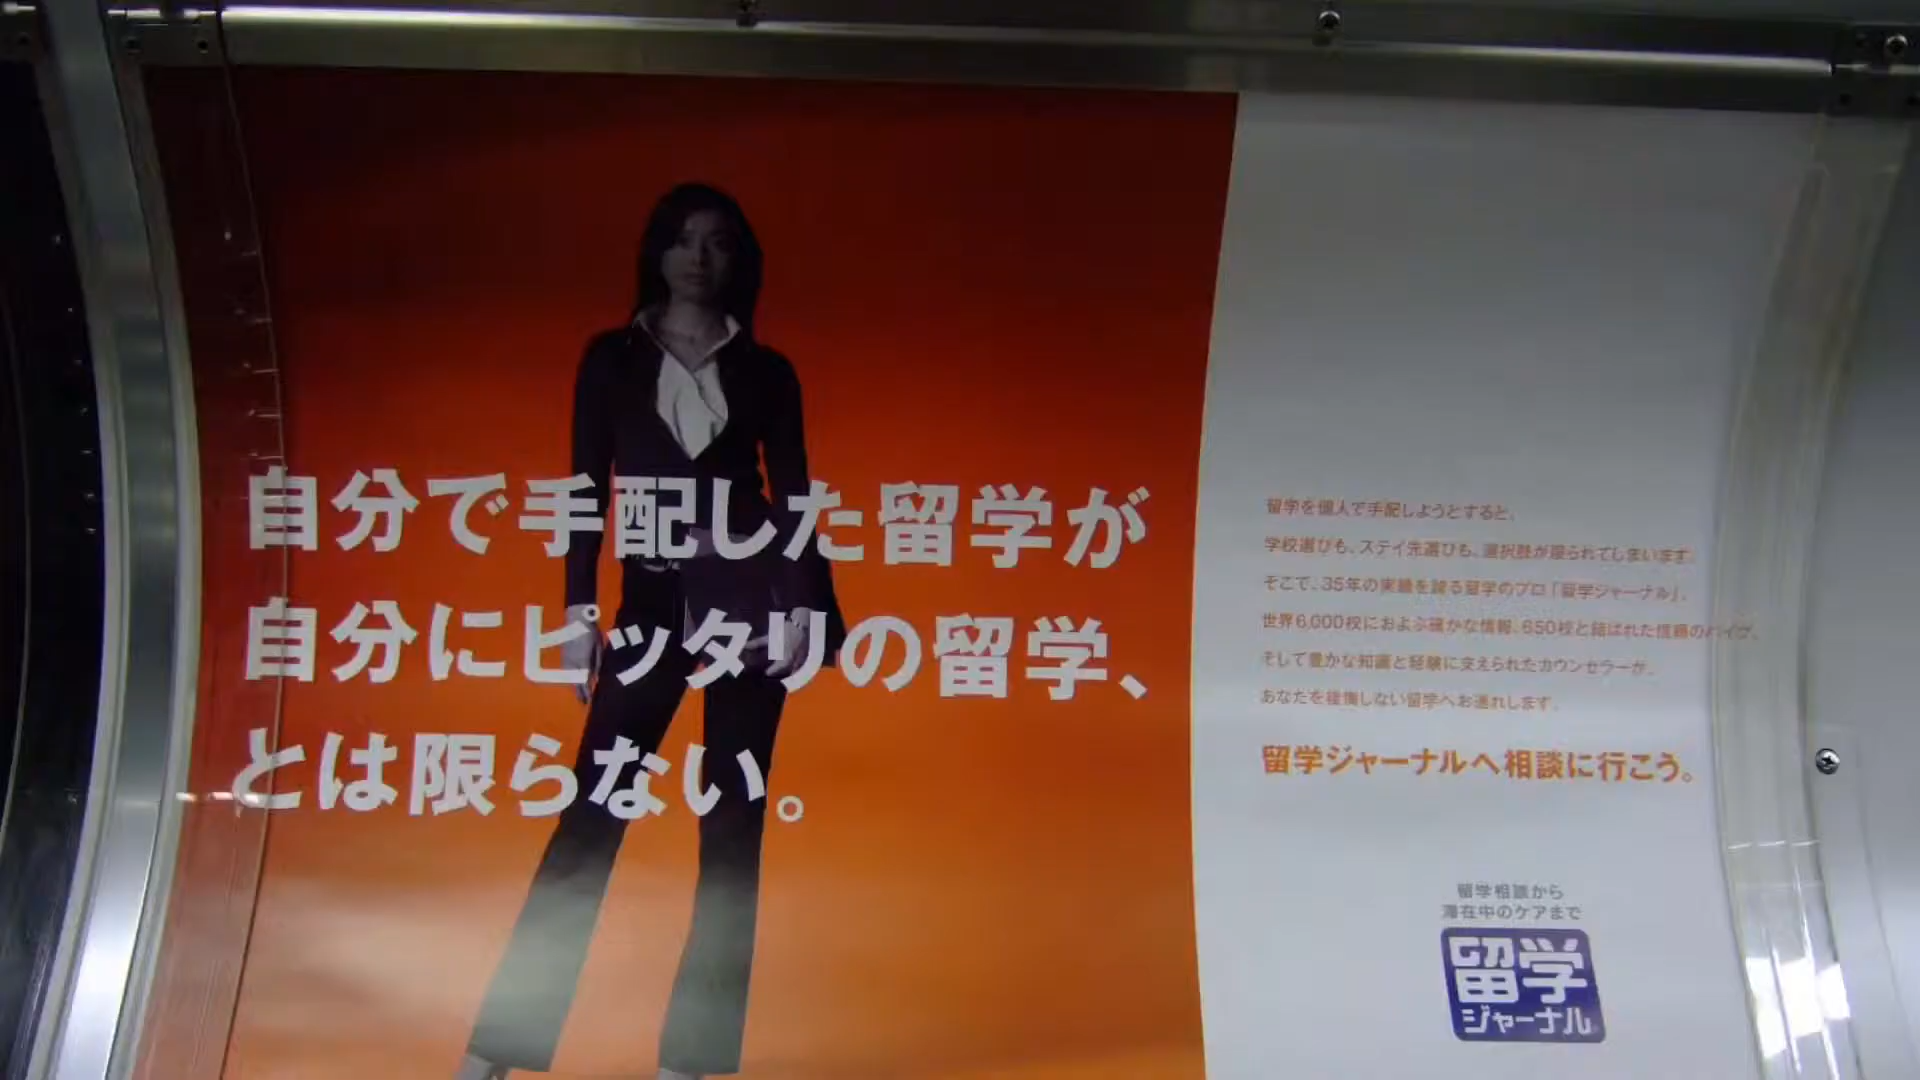 自分で手配した留学が
自分にピッタリの留学、
とは限らない。
留学を個人で手配しようとすると、
学校選びも、ステイ先選びも、選択肢が限られてしまいます。
そこで、35年の実績を誇る留学のプロ「留学ジャーナル」。
世界6,000校におよぶ確かな情報、650校と結ばれた信頼のパイプ、
そして豊かな知識と経験に支えられたカウンセラーが、
あなたを後悔しない留学へお連れします。
留学ジャーナルへ相談に行こう。
留学相談から
滞在中のケアまで
留学
ジャーナル